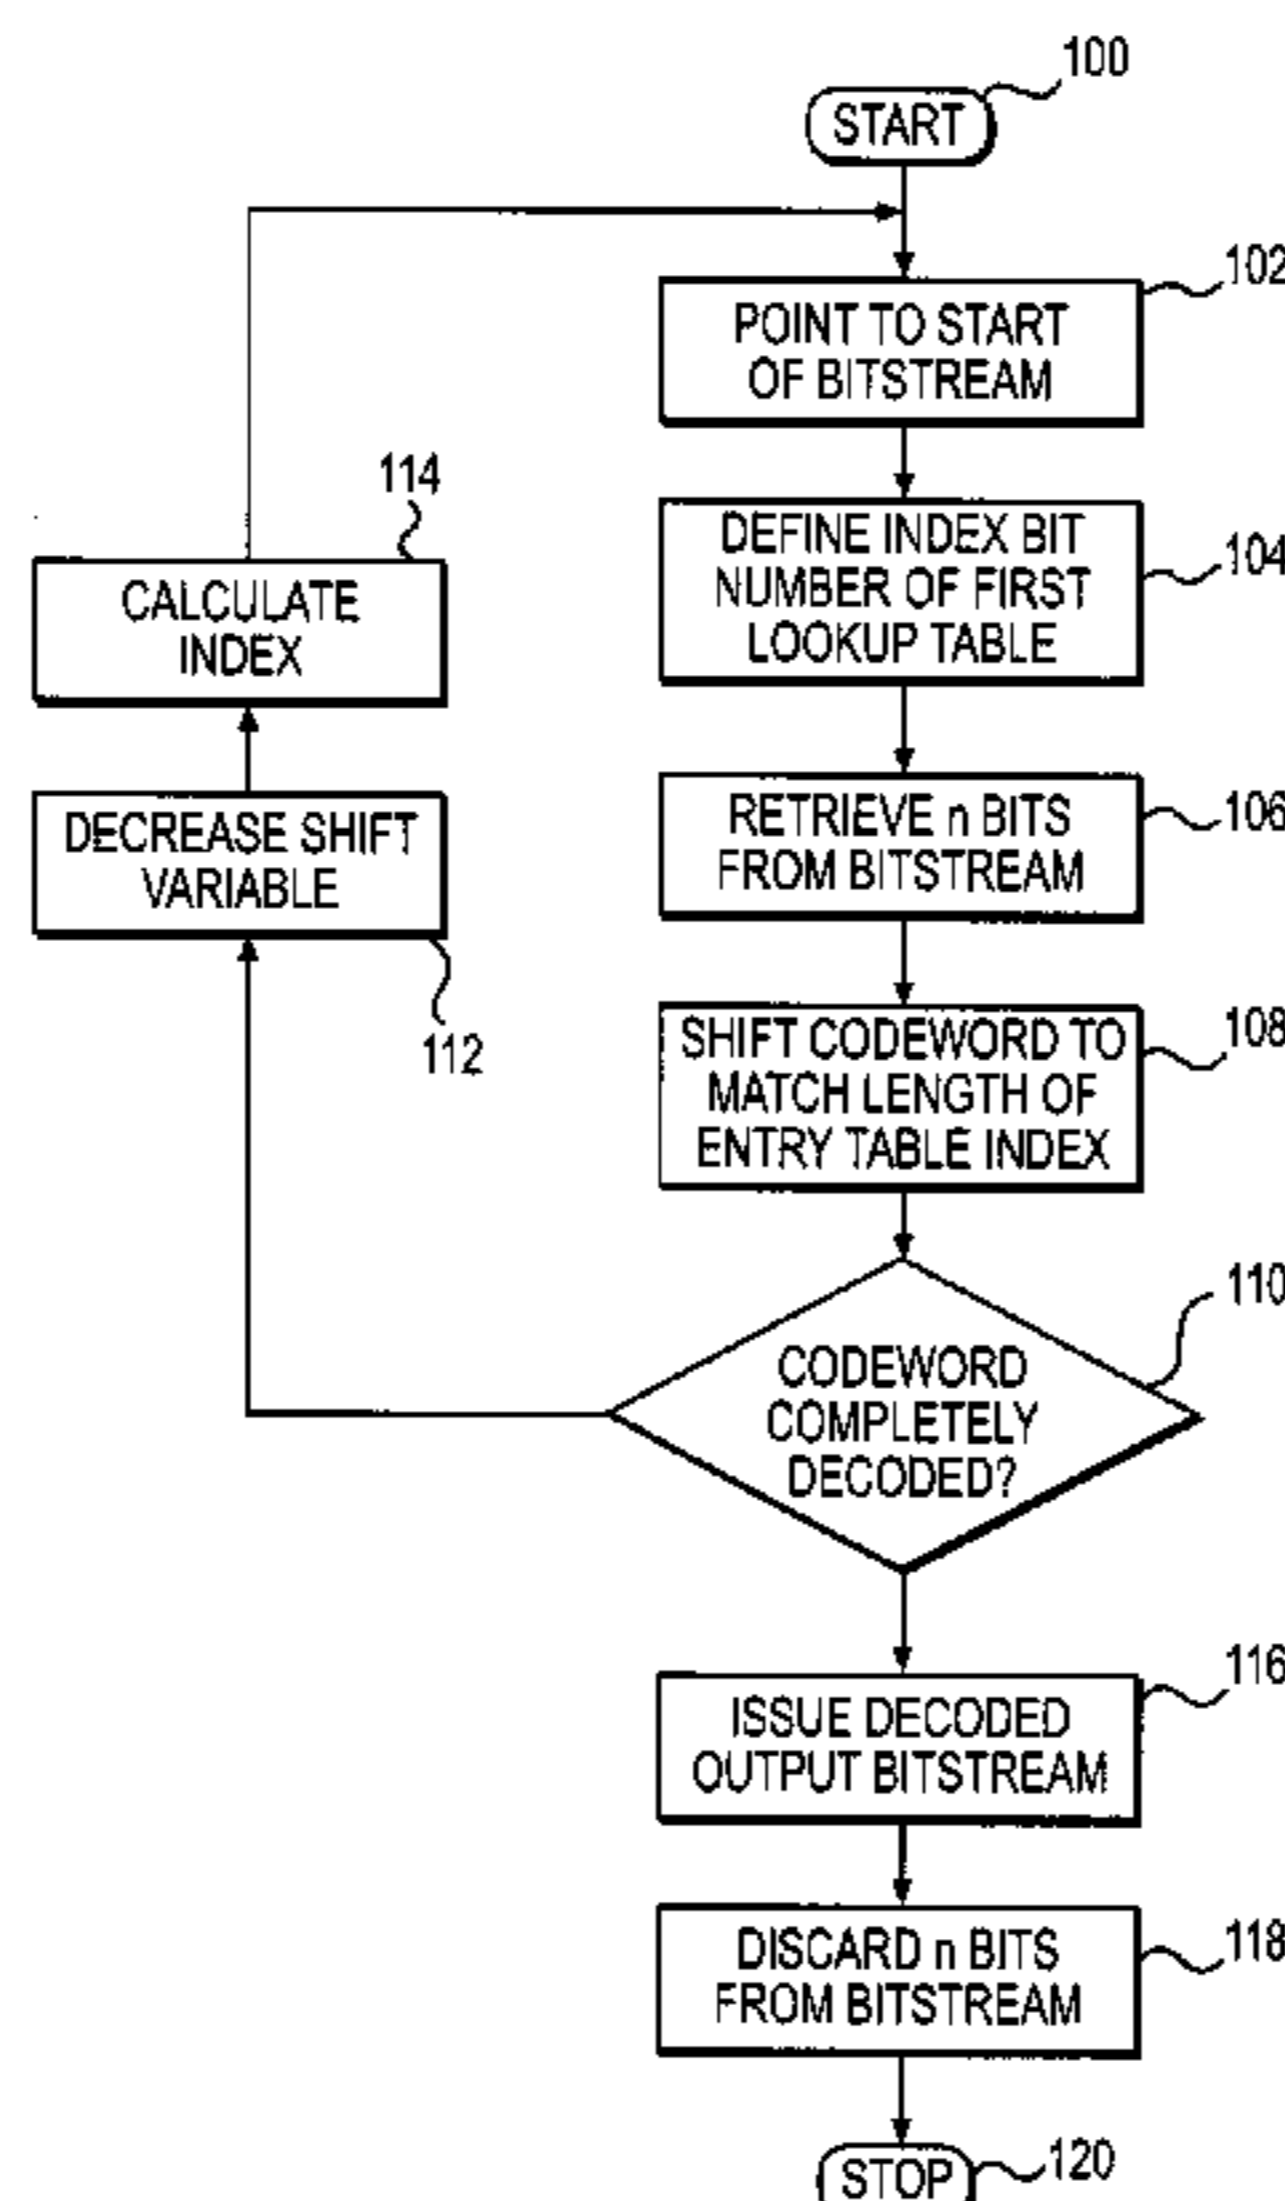 100
START
102
POINT TO START
OF BITSTREAM
104
DEFINE INDEX BIT
NUMBER OF FIRST
LOOKUP TABLE
106
RETRIEVE n BITS
FROM BITSTREAM
108
SHIFT CODEWORD TO
MATCH LENGTH OF
ENTRY TABLE INDEX
110
CODEWORD
COMPLETELY
DECODED?
112
DECREASE SHIFT
VARIABLE
114
CALCULATE
INDEX
116
ISSUE DECODED
OUTPUT BITSTREAM
118
DISCARD n BITS
FROM BITSTREAM
STOP
120